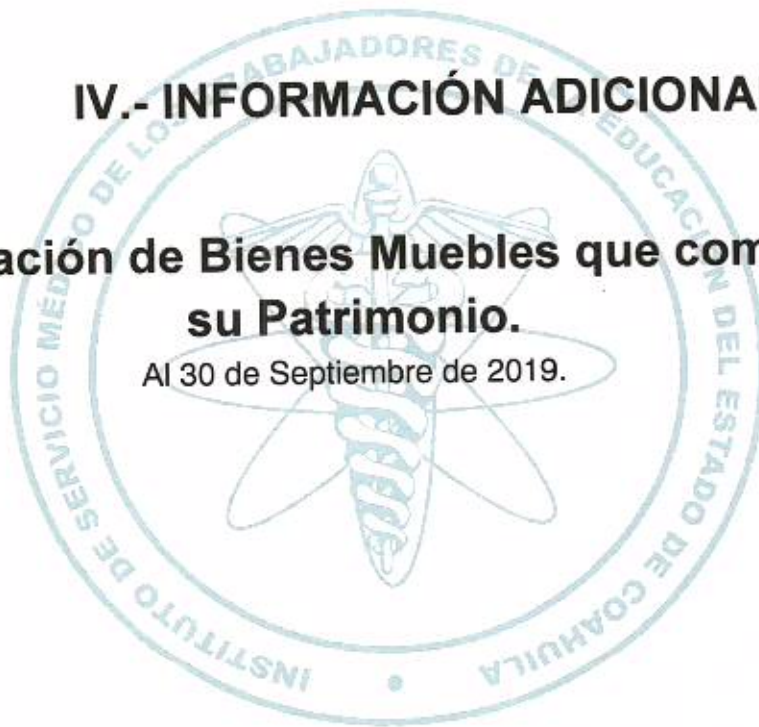 IV.- INFORMACIÓN ADICIONA
ación de Bienes Muebles que com
su Patrimonio.
Al 30 de Septiembre de 2019.
INSTITUTO DE SERVICIO MÉDICO DE LOS TRABAJADORES DE LA EDUCACIÓN DEL ESTADO DE COAHUILA